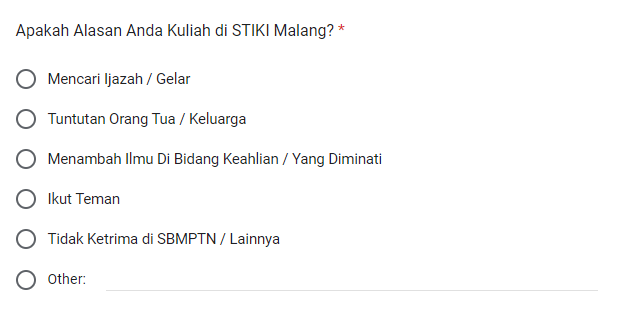 Apakah Alasan Anda Kuliah di STIKI Malang? *
Mencari Ijazah / Gelar
Tuntutan Orang Tua / Keluarga
Menambah Ilmu Di Bidang Keahlian / Yang Diminati
Ikut Teman
Tidak Ketrima di SBMPTN / Lainnya
Other: